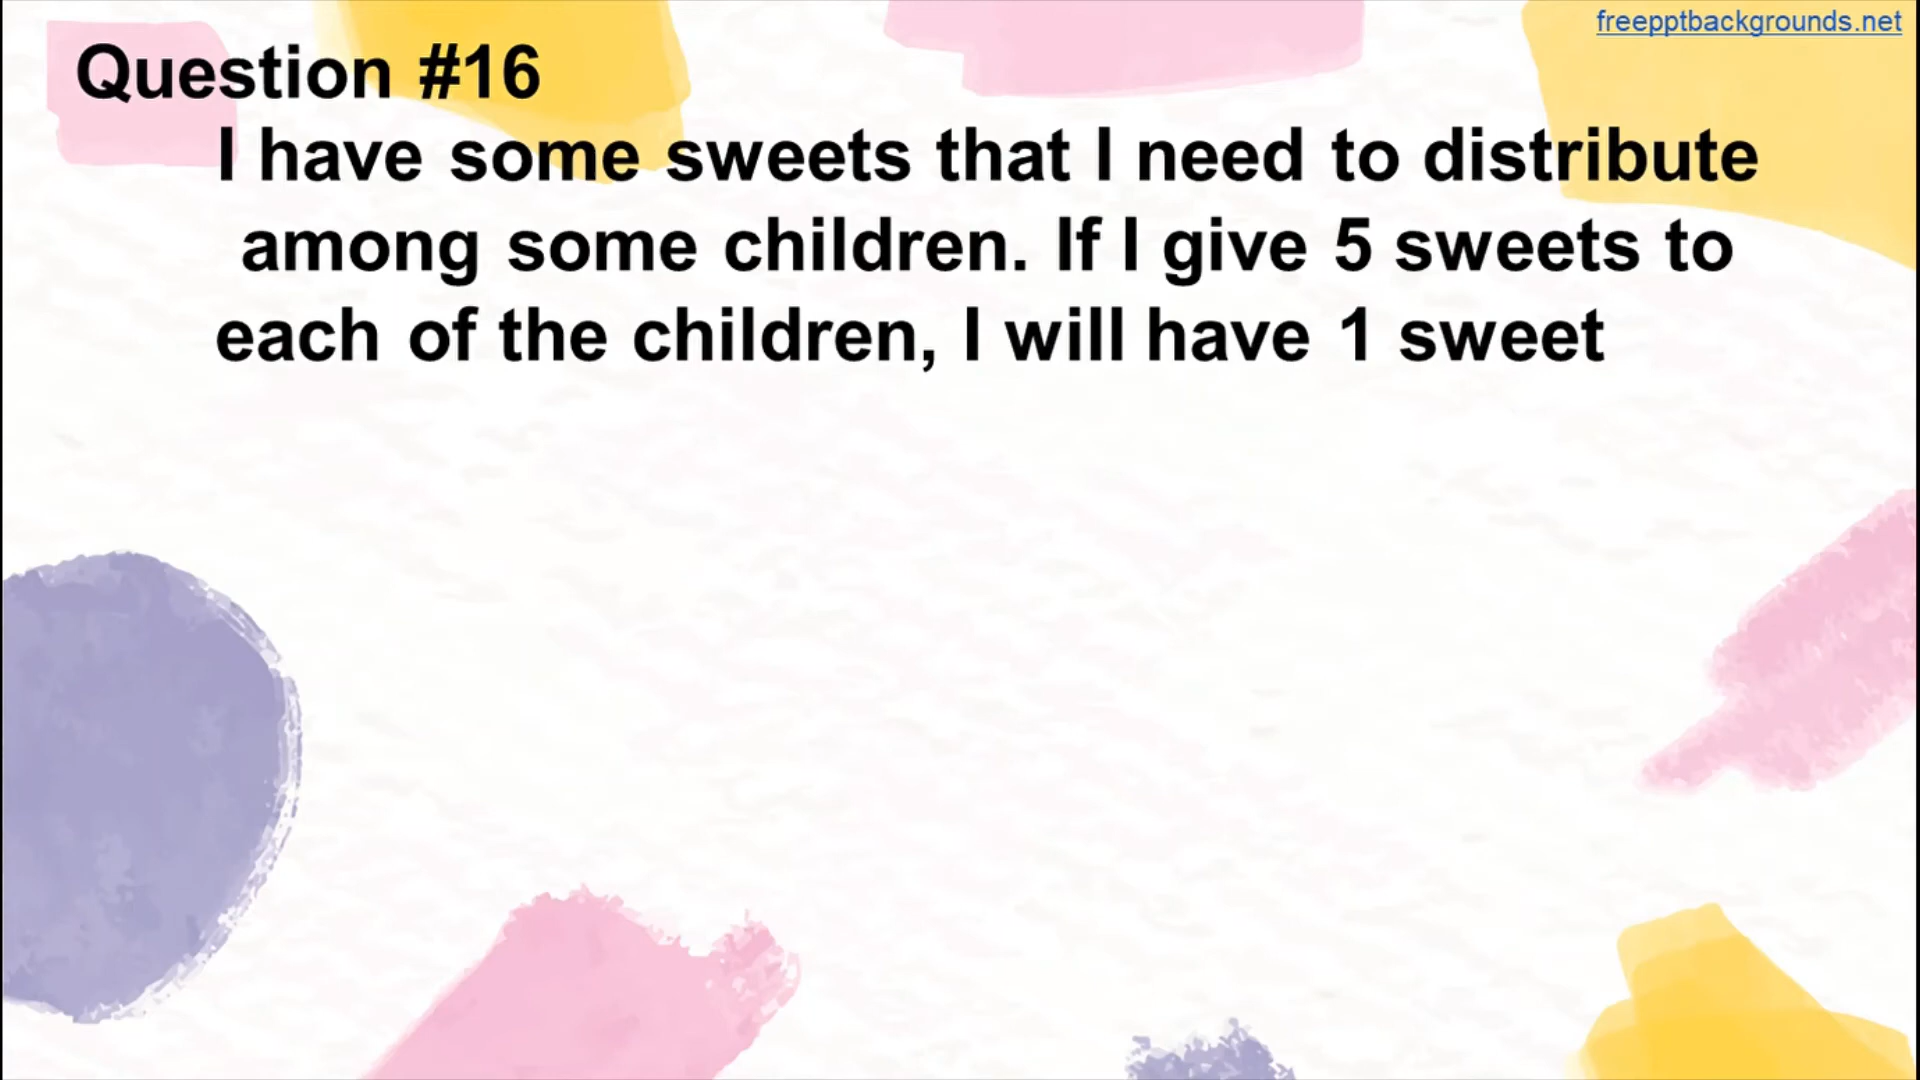 freepptbackgrounds.net
Question #16
I have some sweets that I need to distribute
among some children. If I give 5 sweets to
each of the children, I will have 1 sweet